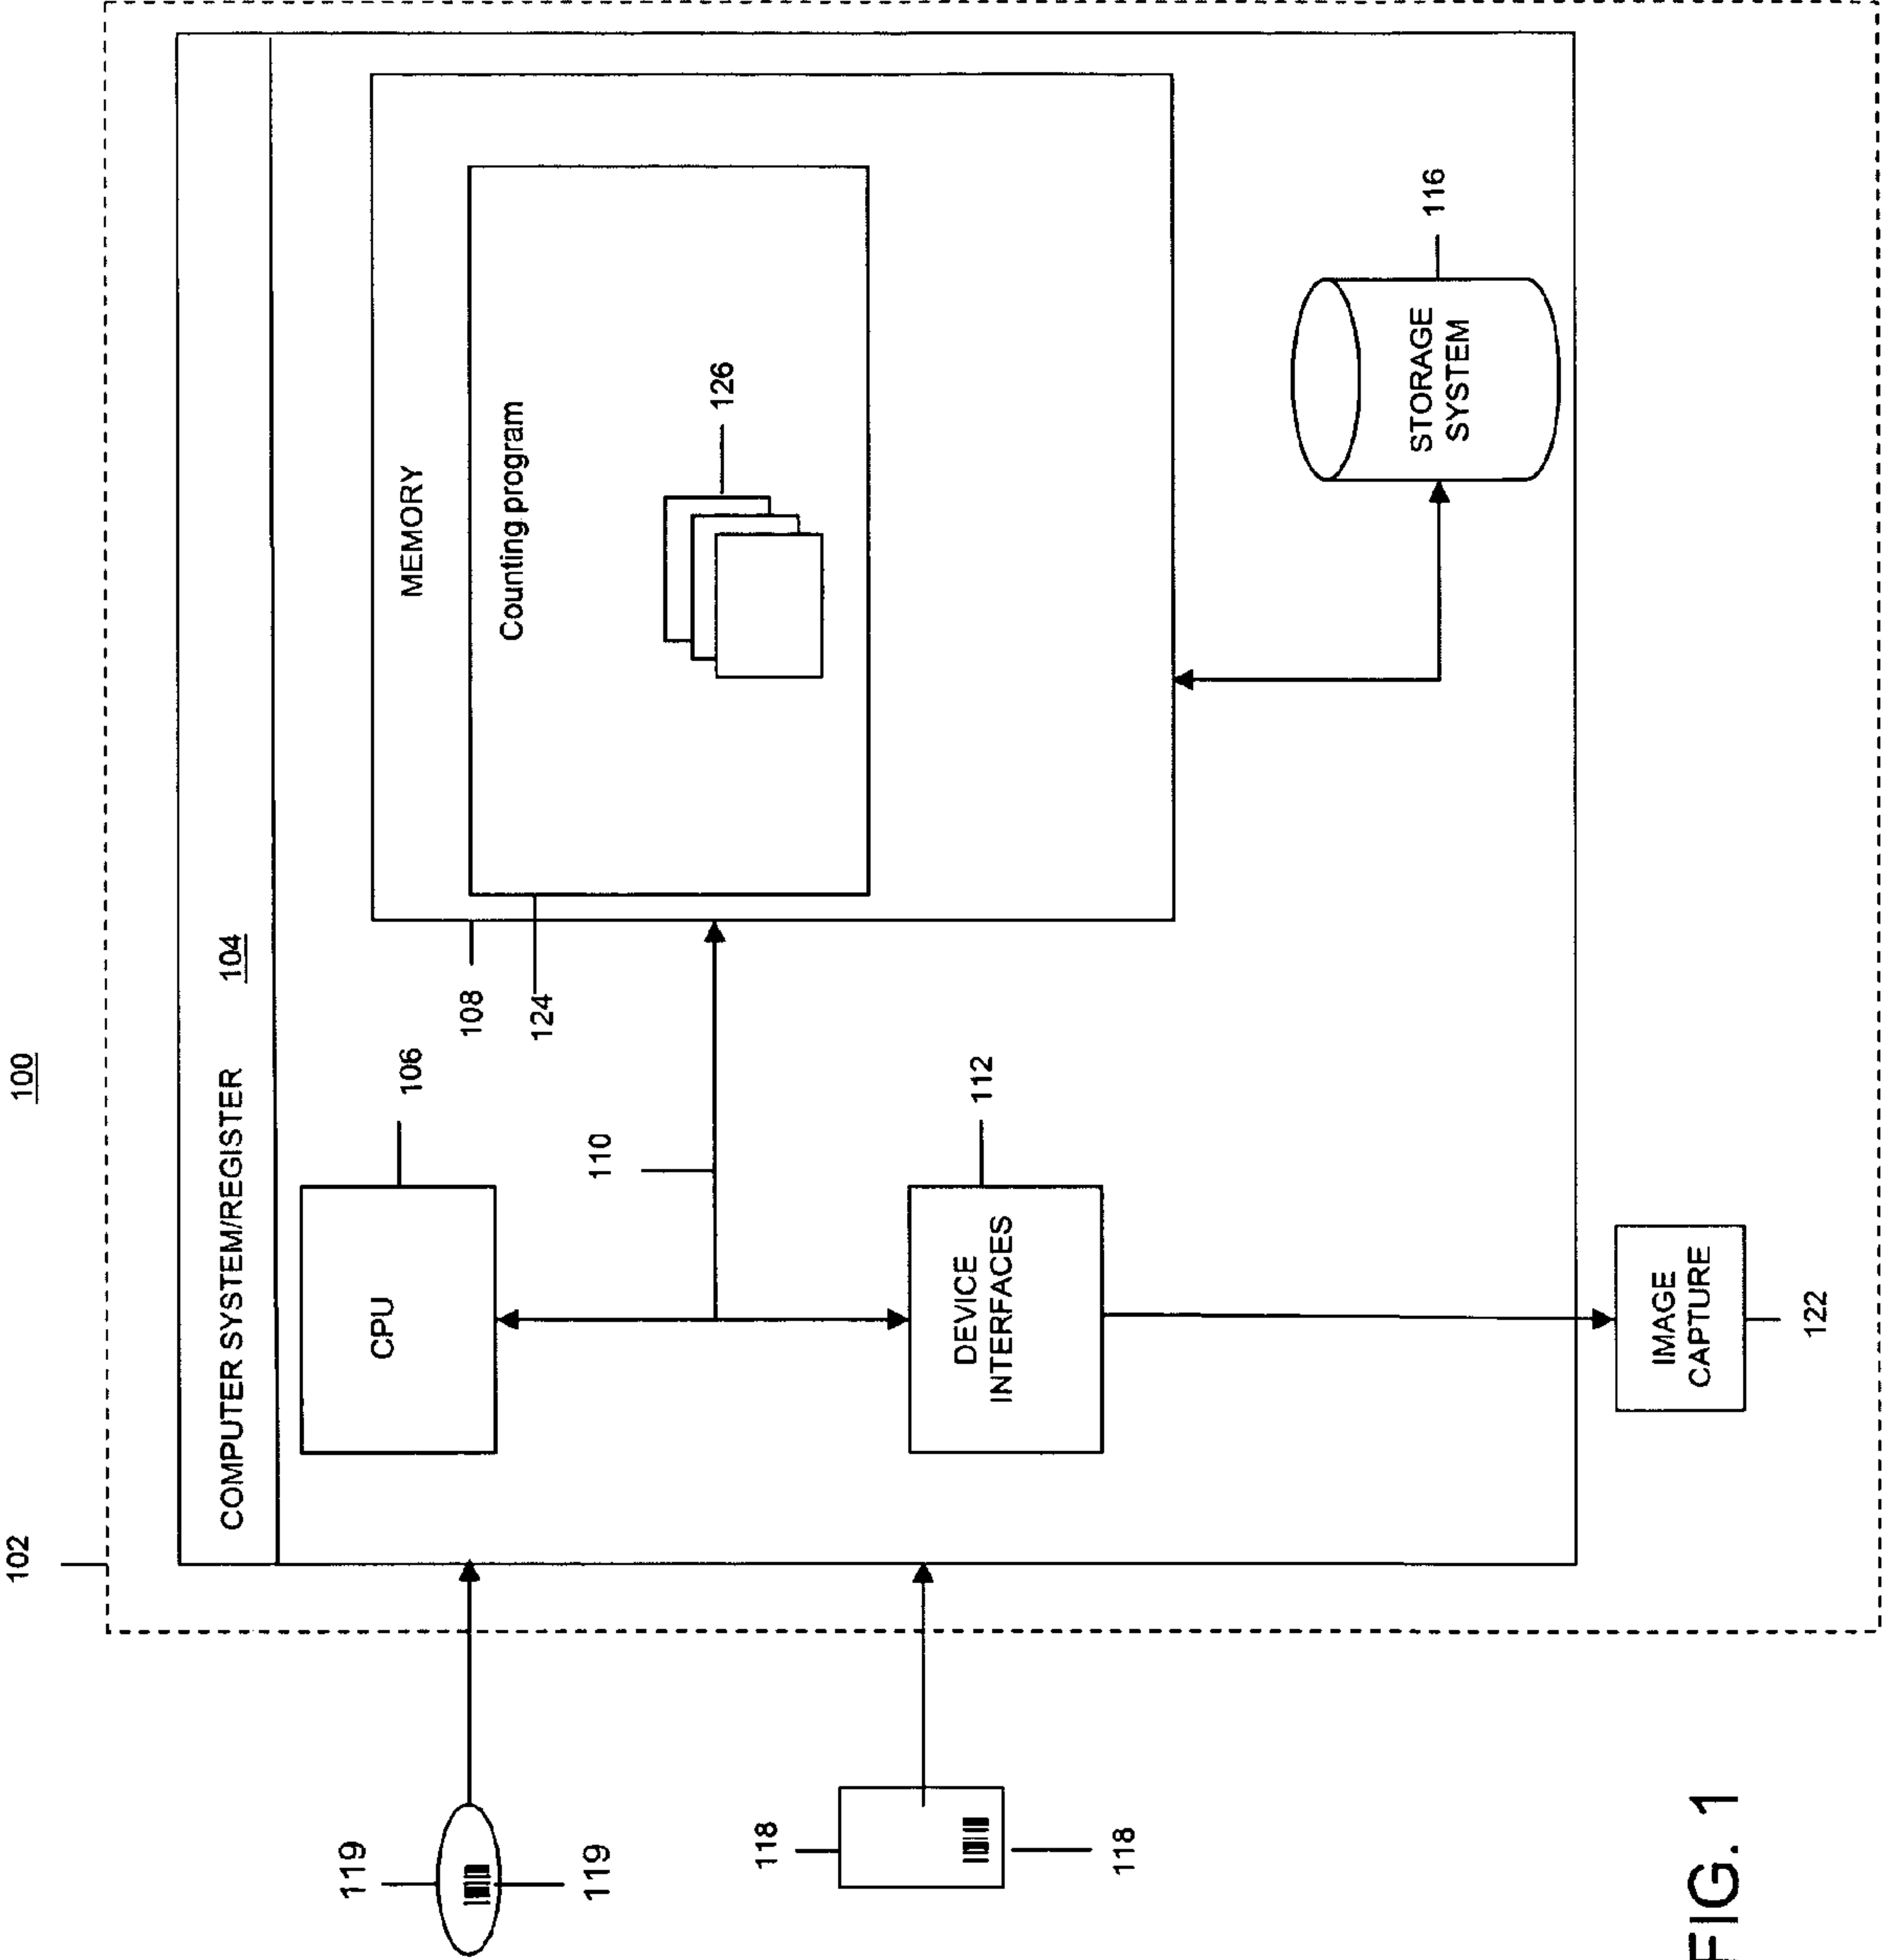 100
102
COMPUTER SYSTEM/REGISTER 104
CPU
106
MEMORY
108
Counting program
124
126
110
119
119
118
118
DEVICE
INTERFACES
112
STORAGE
SYSTEM
116
IMAGE
CAPTURE
122
FIG. 1